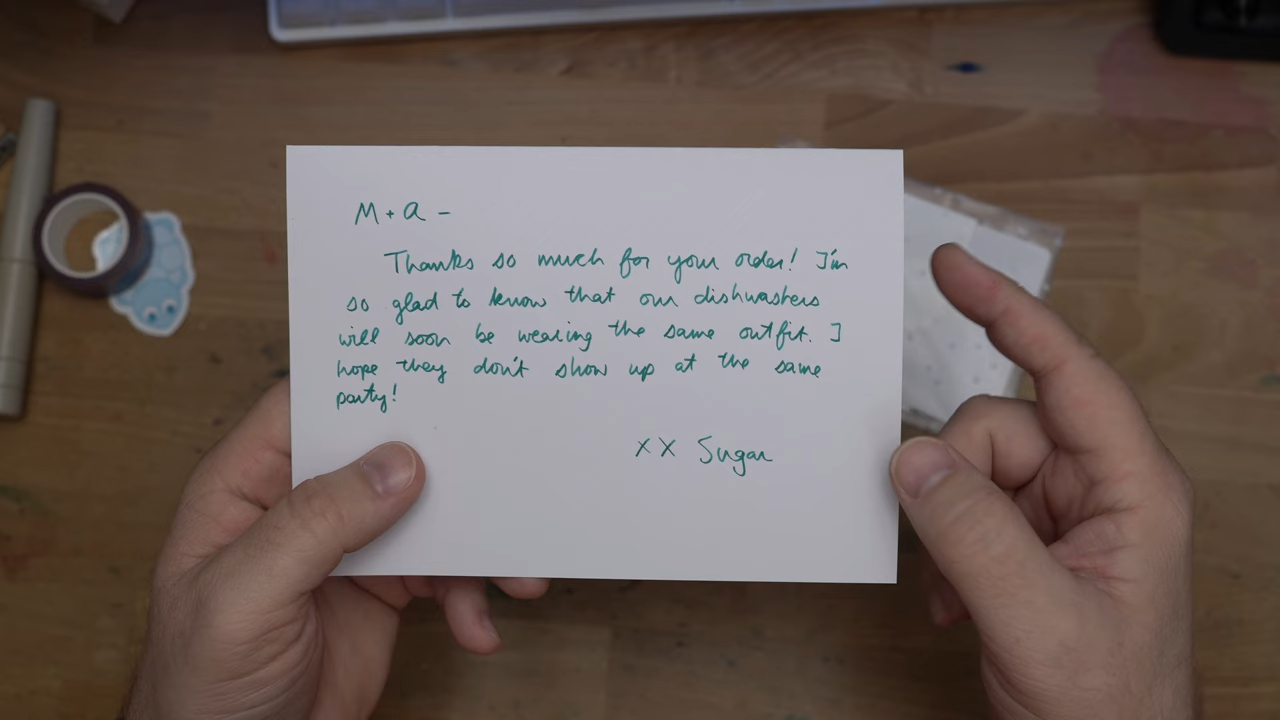 M + A -
Thanks so much for your order! I'm
so glad to know that our dishwashers
will soon be wearing the same outfit. I
hope they don't show up at the same
party!
XX Sugar